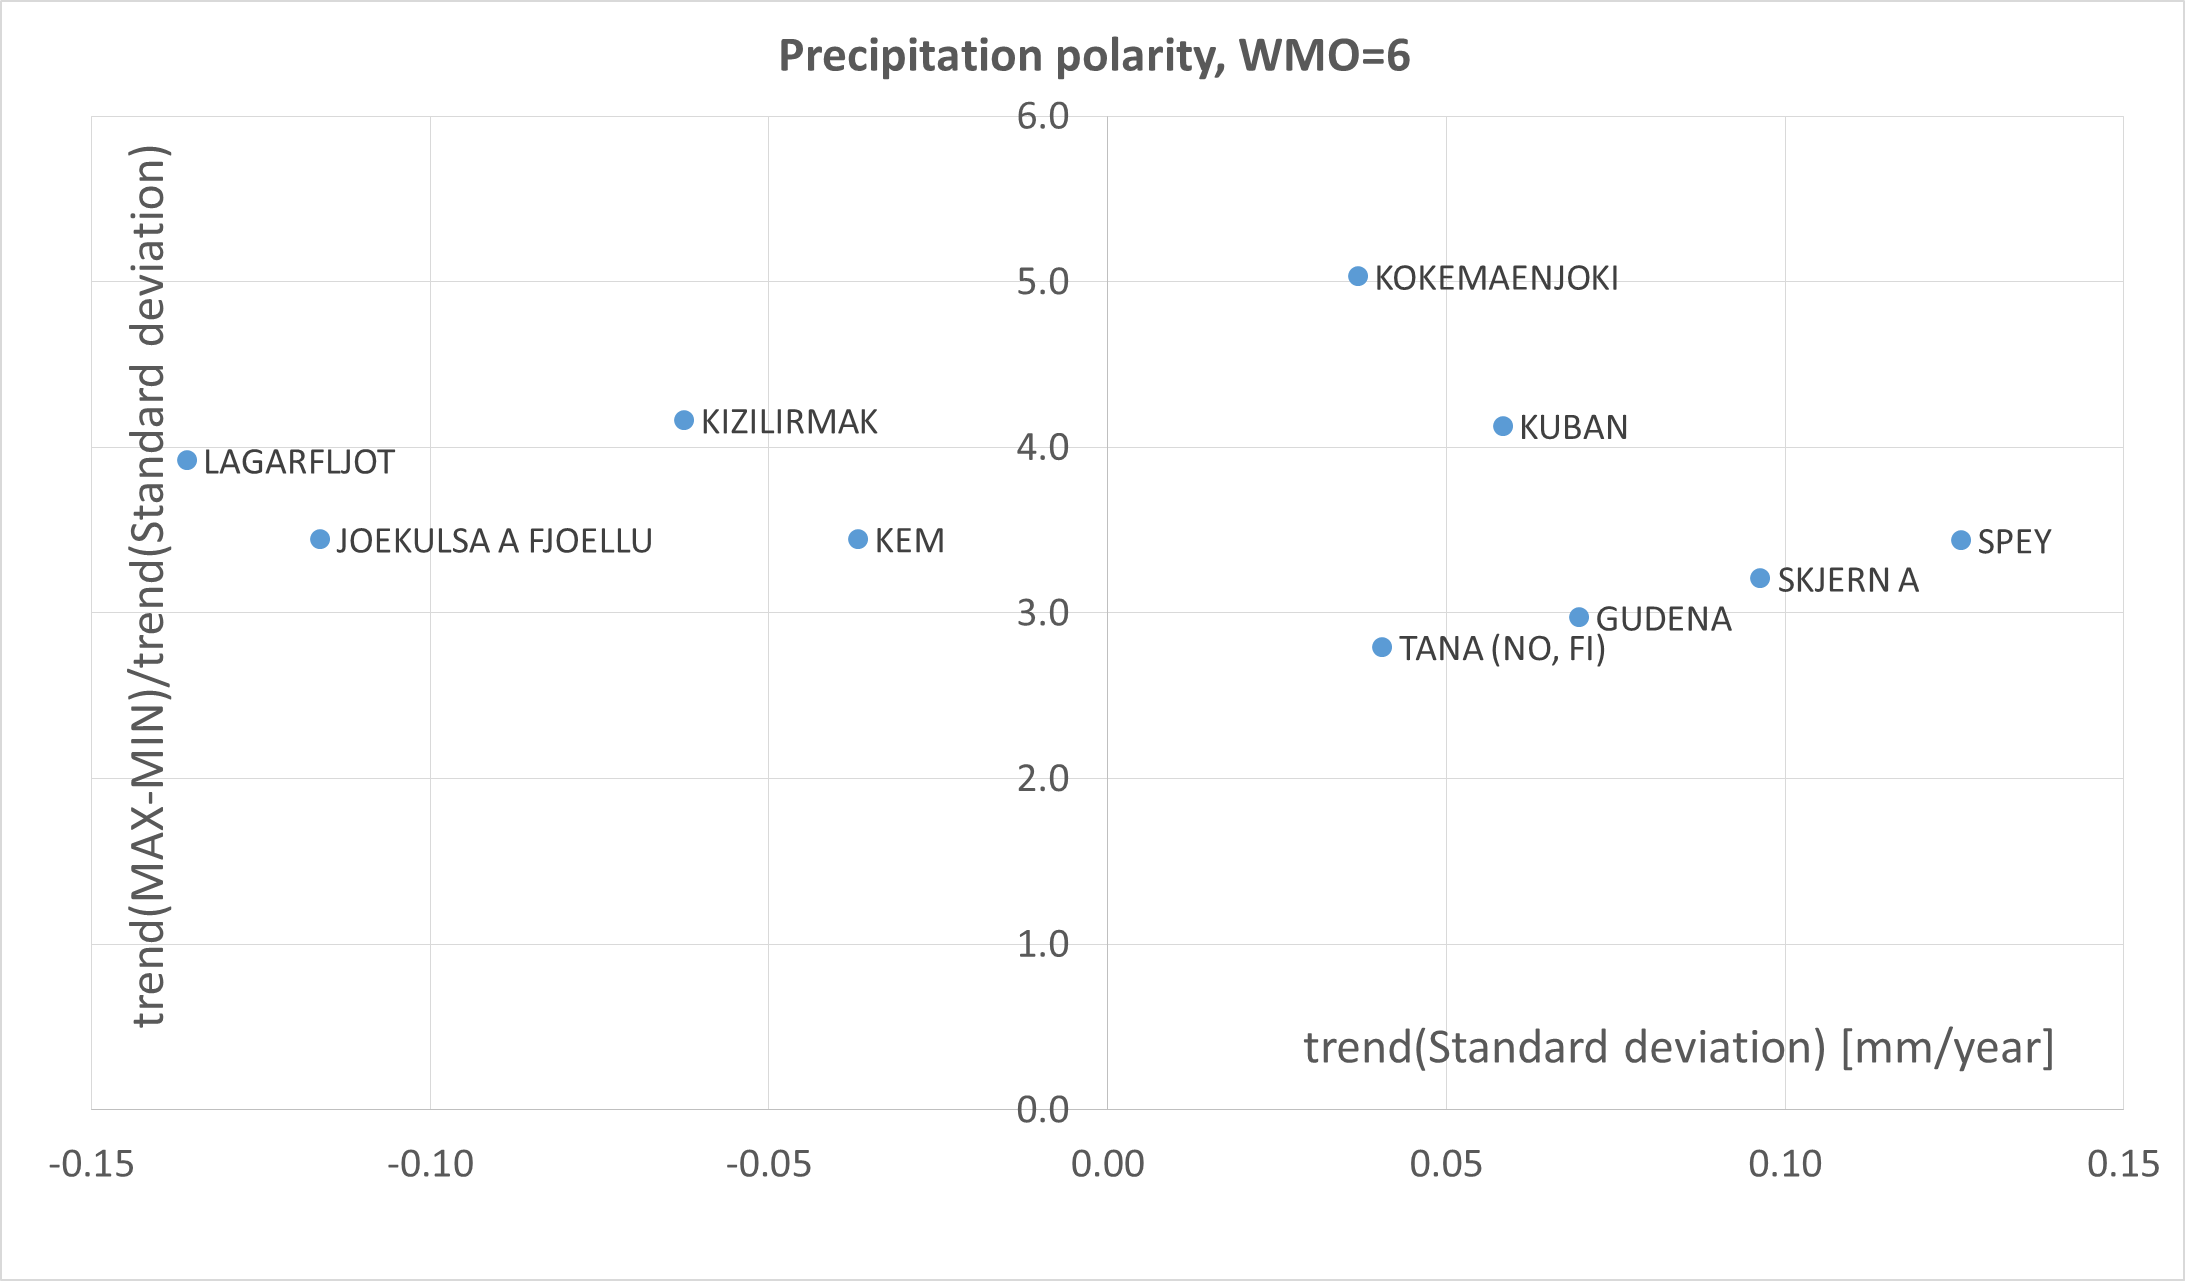 Precipitation polarity, WMO=6
trend(MAX-MIN)/trend(Standard deviation)
6.0
5.0
4.0
3.0
2.0
1.0
0.0
KOKEMAENJOKI
KIZILIRMAK
KUBAN
LAGARFLJOT
JOEKULSA A FJOELLU
KEM
SPEY
SKJERN A
GUDENA
TANA (NO, FI)
trend(Standard deviation) [mm/year]
-0.15
-0.10
-0.05
0.00
0.05
0.10
0.15